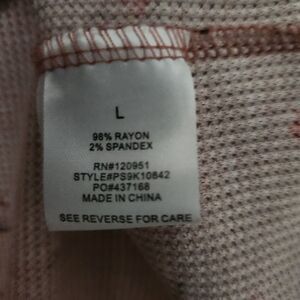 L
98% RAYON
2% SPANDEX
RN#120951
STYLE#PS9K10842
PO#437168
MADE IN CHINA
SEE REVERSE FOR CARE